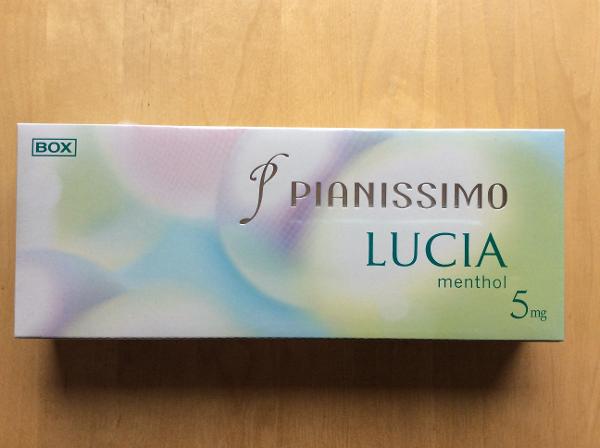 BOX
PIANISSIMO
LUCIA
menthol
5mg